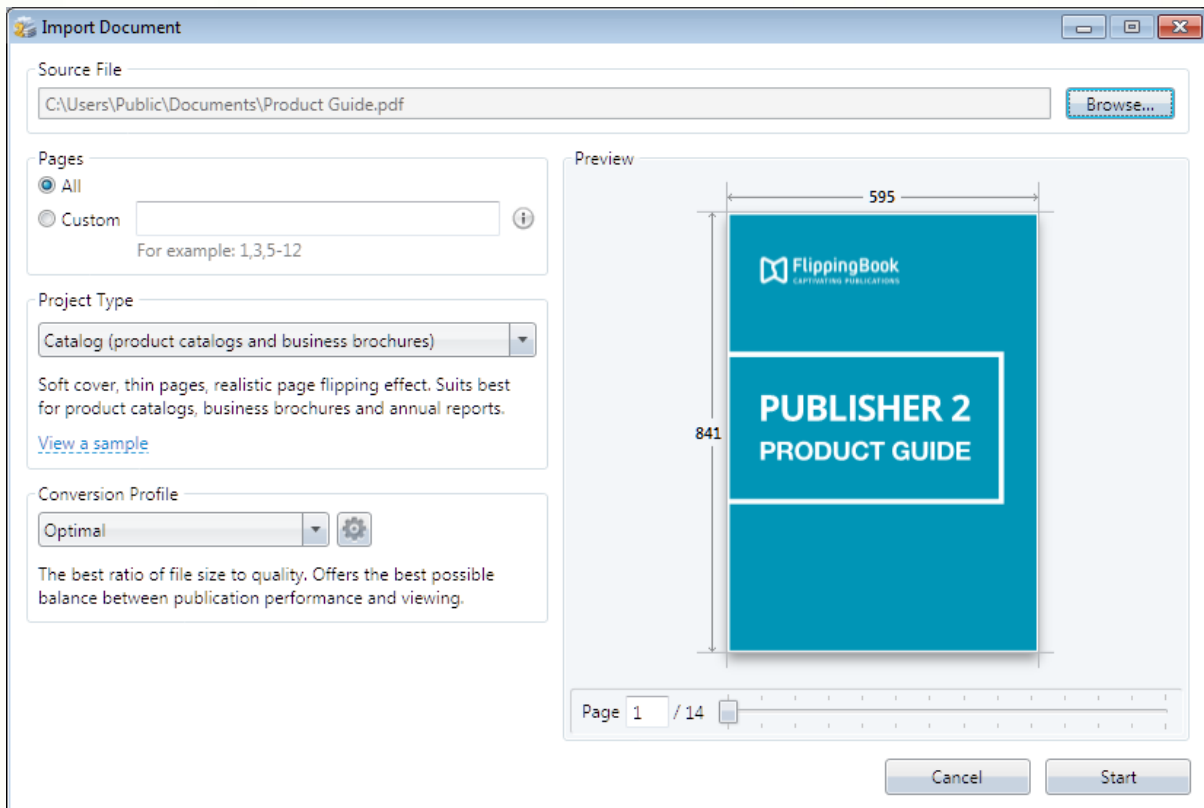 Import Document
Source File
C:\Users\Public\Documents\Product Guide.pdf
Browse...
Pages
All
Custom
For example: 1,3,5-12
Project Type
Catalog (product catalogs and business brochures)
Soft cover, thin pages, realistic page flipping effect. Suits best
for product catalogs, business brochures and annual reports.
View a sample
Conversion Profile
Optimal
The best ratio of file size to quality. Offers the best possible
balance between publication performance and viewing.
Preview
595
841
FlippingBook
CAPTIVATING PUBLICATIONS
PUBLISHER 2
PRODUCT GUIDE
Page 1 / 14
Cancel
Start